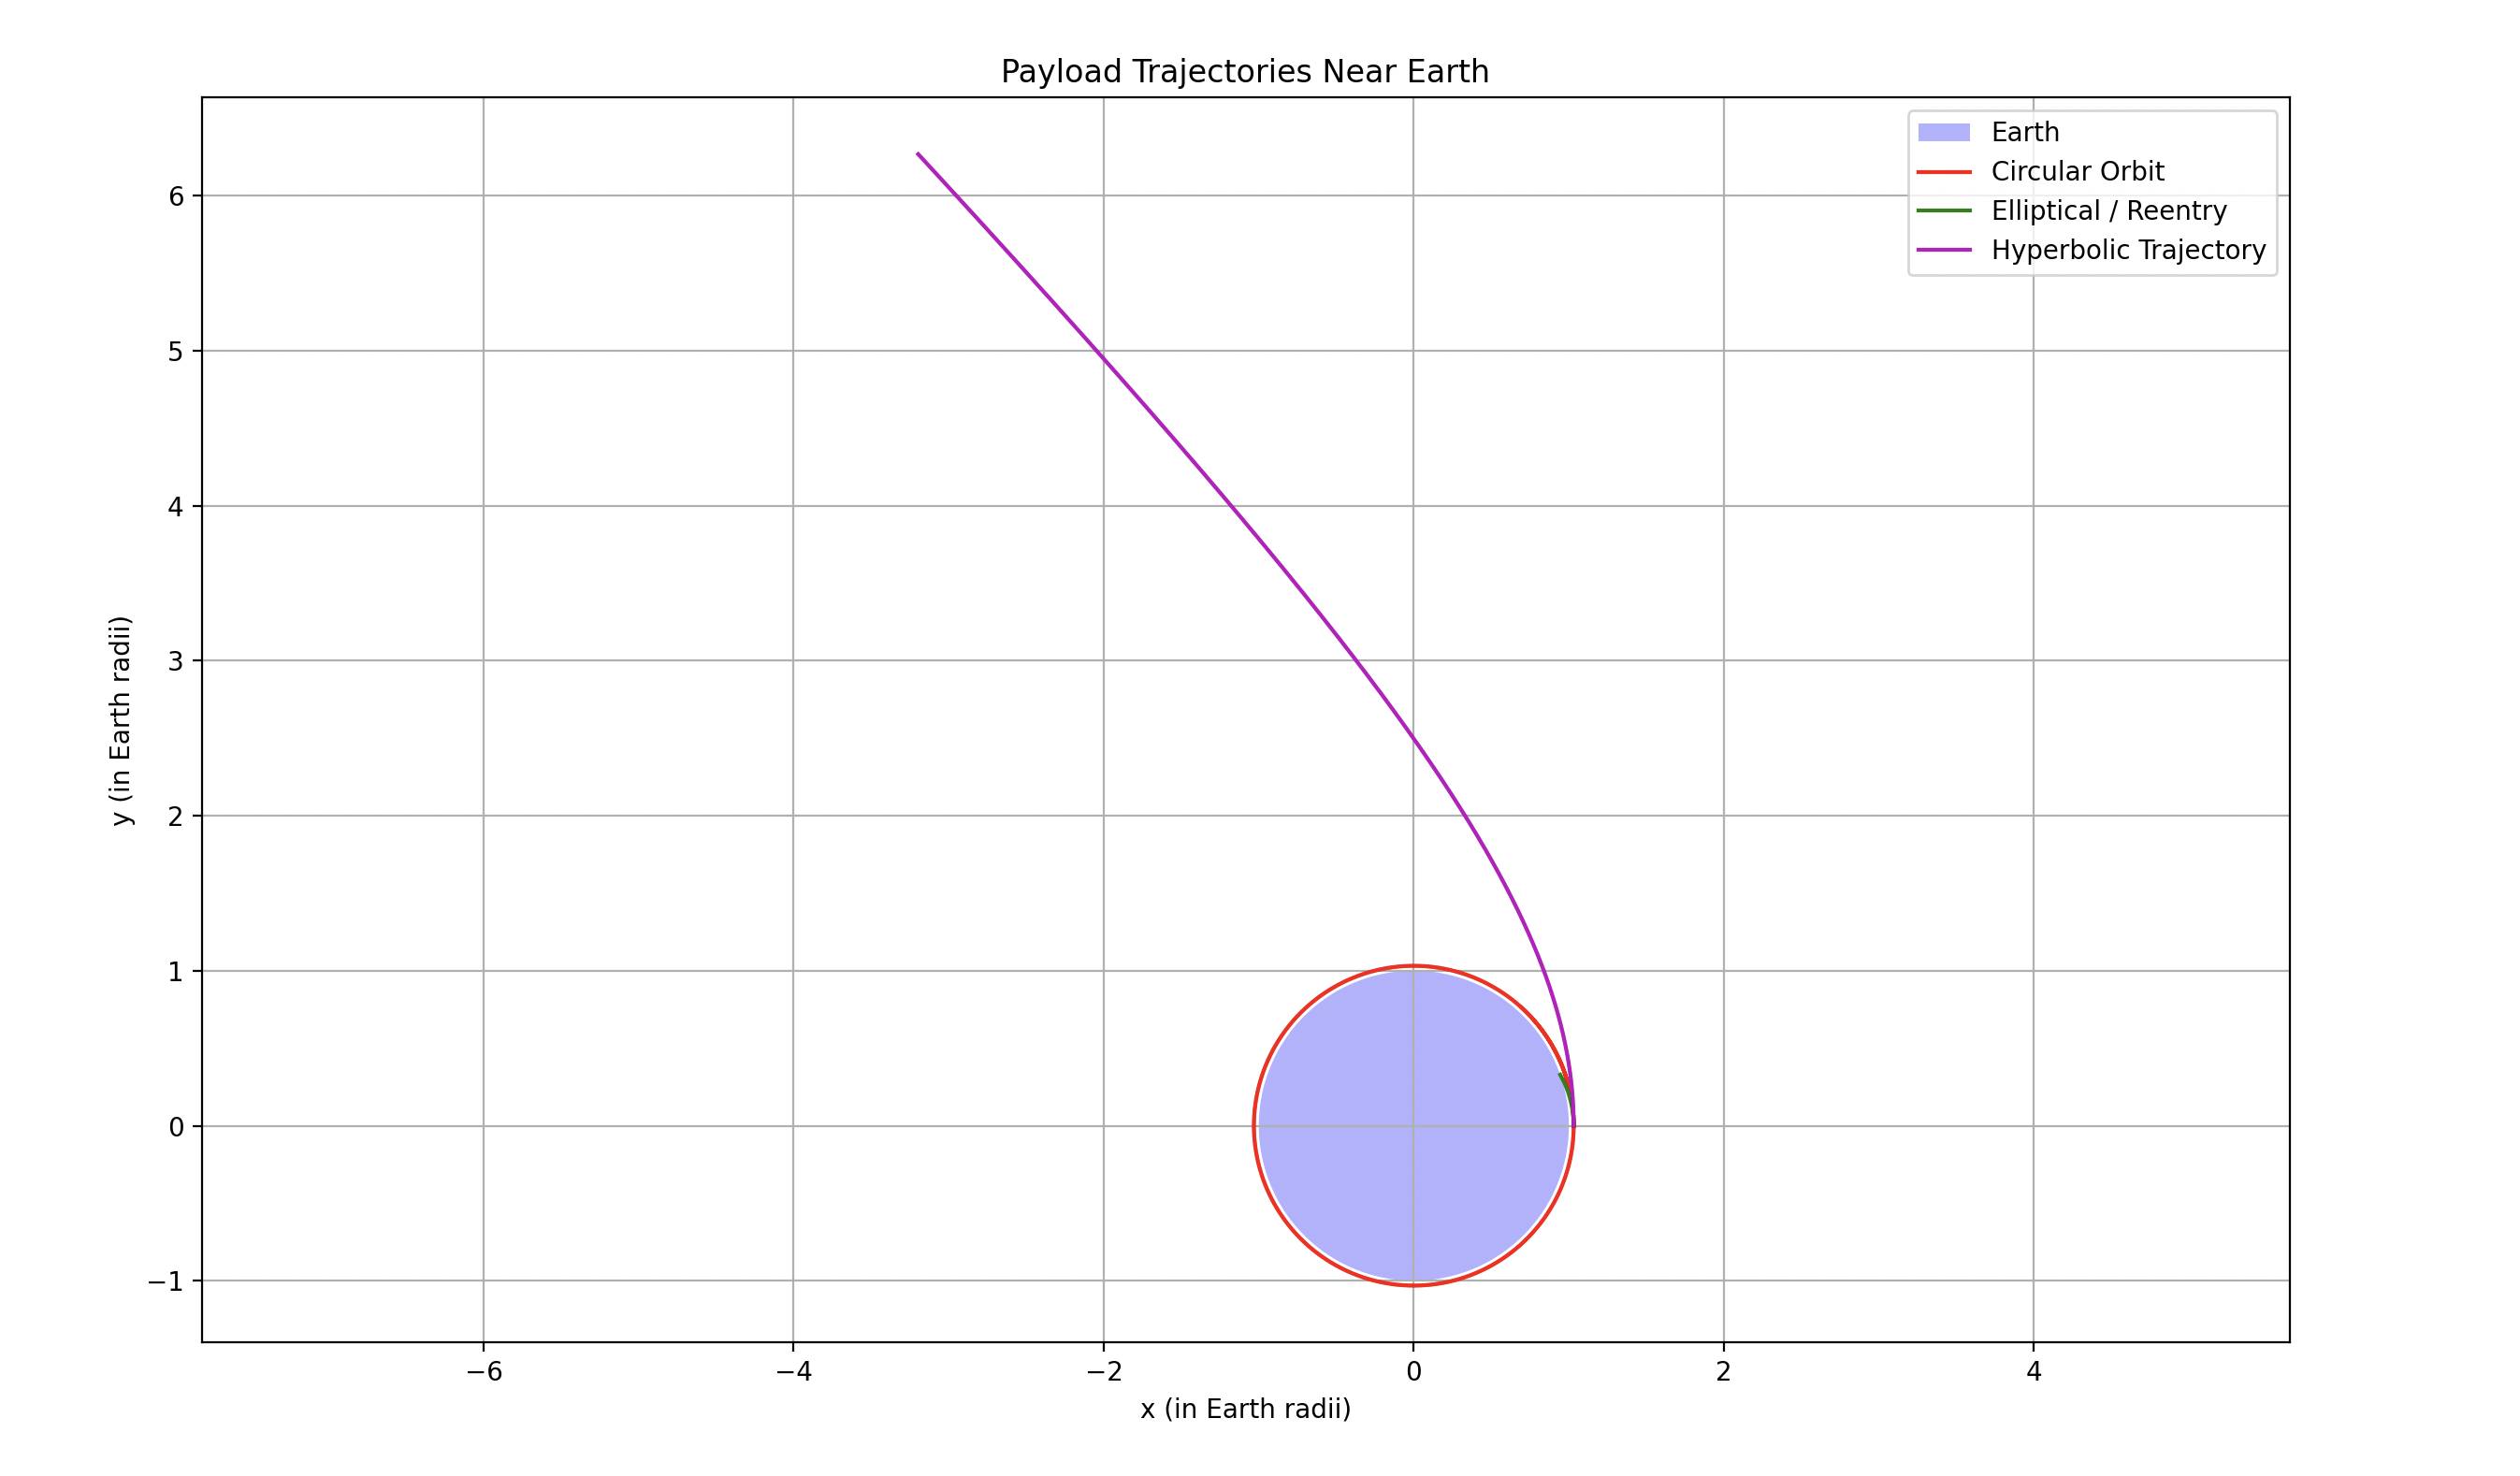 Payload Trajectories Near Earth
Earth
Circular Orbit
Elliptical / Reentry
Hyperbolic Trajectory
6
5
4
3
2
1
0
−1
y (in Earth radii)
−6
−4
−2
0
2
4
x (in Earth radii)